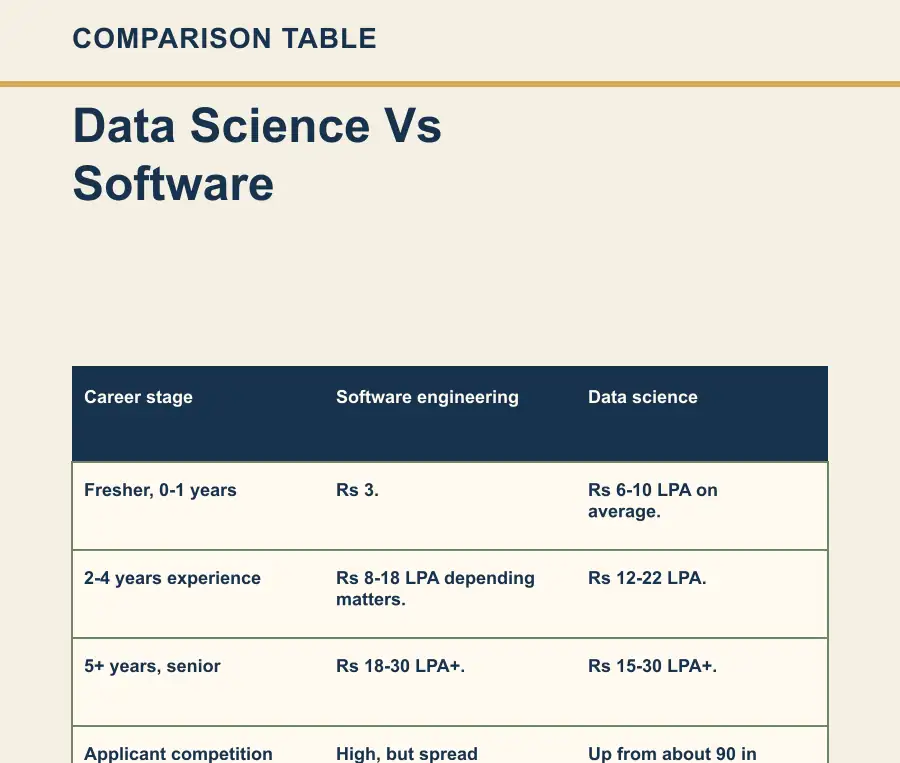 COMPARISON TABLE
Data Science Vs
Software
Career stage
Software engineering
Data science
Fresher, 0-1 years
Rs 3.
Rs 6-10 LPA on
average.
2-4 years experience
Rs 8-18 LPA depending
matters.
Rs 12-22 LPA.
5+ years, senior
Rs 18-30 LPA+.
Rs 15-30 LPA+.
Applicant competition
High, but spread
Up from about 90 in